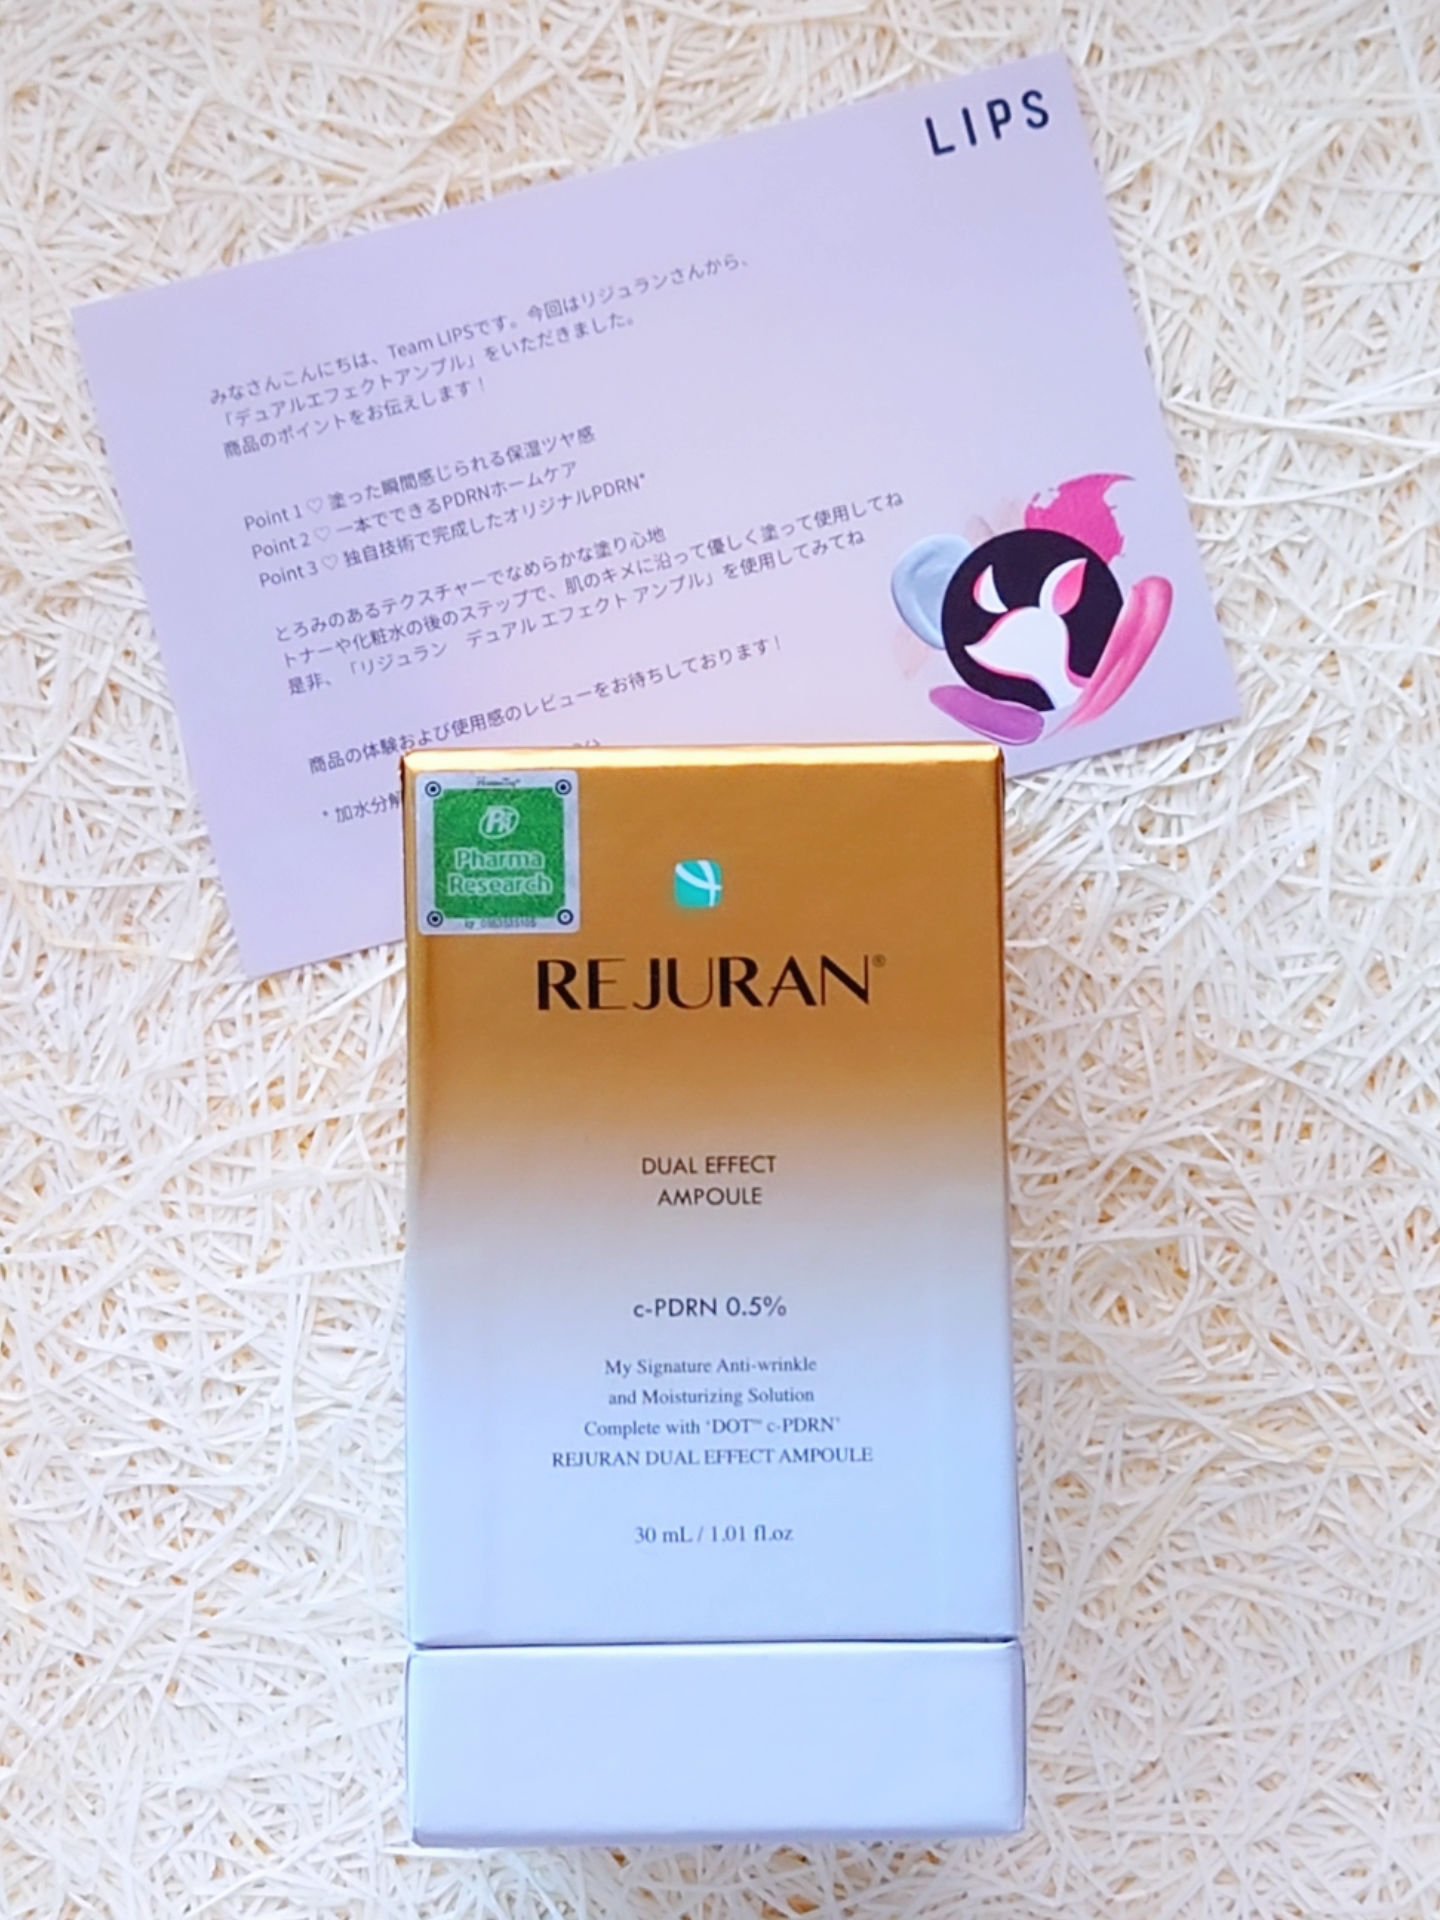 LIPS
みなさんこんにちは、Team LIPSです。今回はリジュランさんから、
「デュアルエフェクトアンプル」をいただきました。
商品のポイントをお伝えします！
Point 1 ♡ 塗った瞬間感じられる保湿ツヤ感
Point 2 ♡ 一本でできるPDRNホームケア
Point 3 ♡ 独自技術で完成したオリジナルPDRN*
とろみのあるテクスチャーでなめらかな塗り心地
トナーや化粧水の後のステップで、肌のキメに沿って優しく塗って使用してね
是非、「リジュラン　デュアル エフェクト アンプル」を使用してみてね
商品の体験および使用感のレビューをお待ちしております！
* 加水分解
Pharma
Research
REJURAN®
DUAL EFFECT
AMPOULE
c-PDRN 0.5%
My Signature Anti-wrinkle
and Moisturizing Solution
Complete with "DOT™ c-PDRN"
REJURAN DUAL EFFECT AMPOULE
30 mL / 1.01 fl.oz